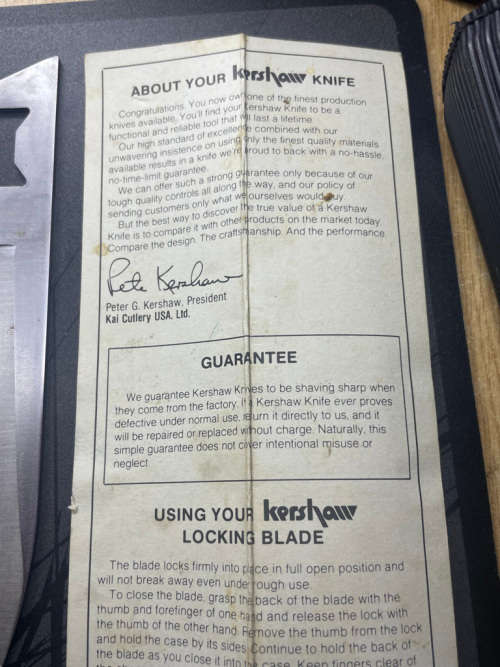 ABOUT YOUR kershaw KNIFE
Congratulations. You now own one of the finest production
knives available. You'll find your Kershaw Knife to be a
functional and reliable tool that will last a lifetime.
Our high standard of excellence combined with our
unwavering insistence on using only the finest quality materials
available results in a knife we're proud to back with a no-hassle,
no-time-limit guarantee.
We can offer such a strong guarantee only because of our
tough quality controls all along the way, and our policy of
sending customers only what we ourselves would buy.
But the best way to discover the true value of a Kershaw
Knife is to compare it with other products on the market today.
Compare the design. The craftsmanship. And the performance.
Pete Kershaw
Peter G. Kershaw, President
Kai Cutlery USA, Ltd.
GUARANTEE
We guarantee Kershaw Knives to be shaving sharp when
they come from the factory. If a Kershaw Knife ever proves
defective under normal use, return it directly to us, and it
will be repaired or replaced without charge. Naturally, this
simple guarantee does not cover intentional misuse or
neglect.
USING YOUR kershaw
LOCKING BLADE
The blade locks firmly into place in full open position and
will not break away even under rough use.
To close the blade, grasp the back of the blade with the
thumb and forefinger of one hand and release the lock with
the thumb of the other hand. Remove the thumb from the lock
and hold the case by its sides. Continue to hold the back of
the blade as you close it into the case. Keep fingers clear of